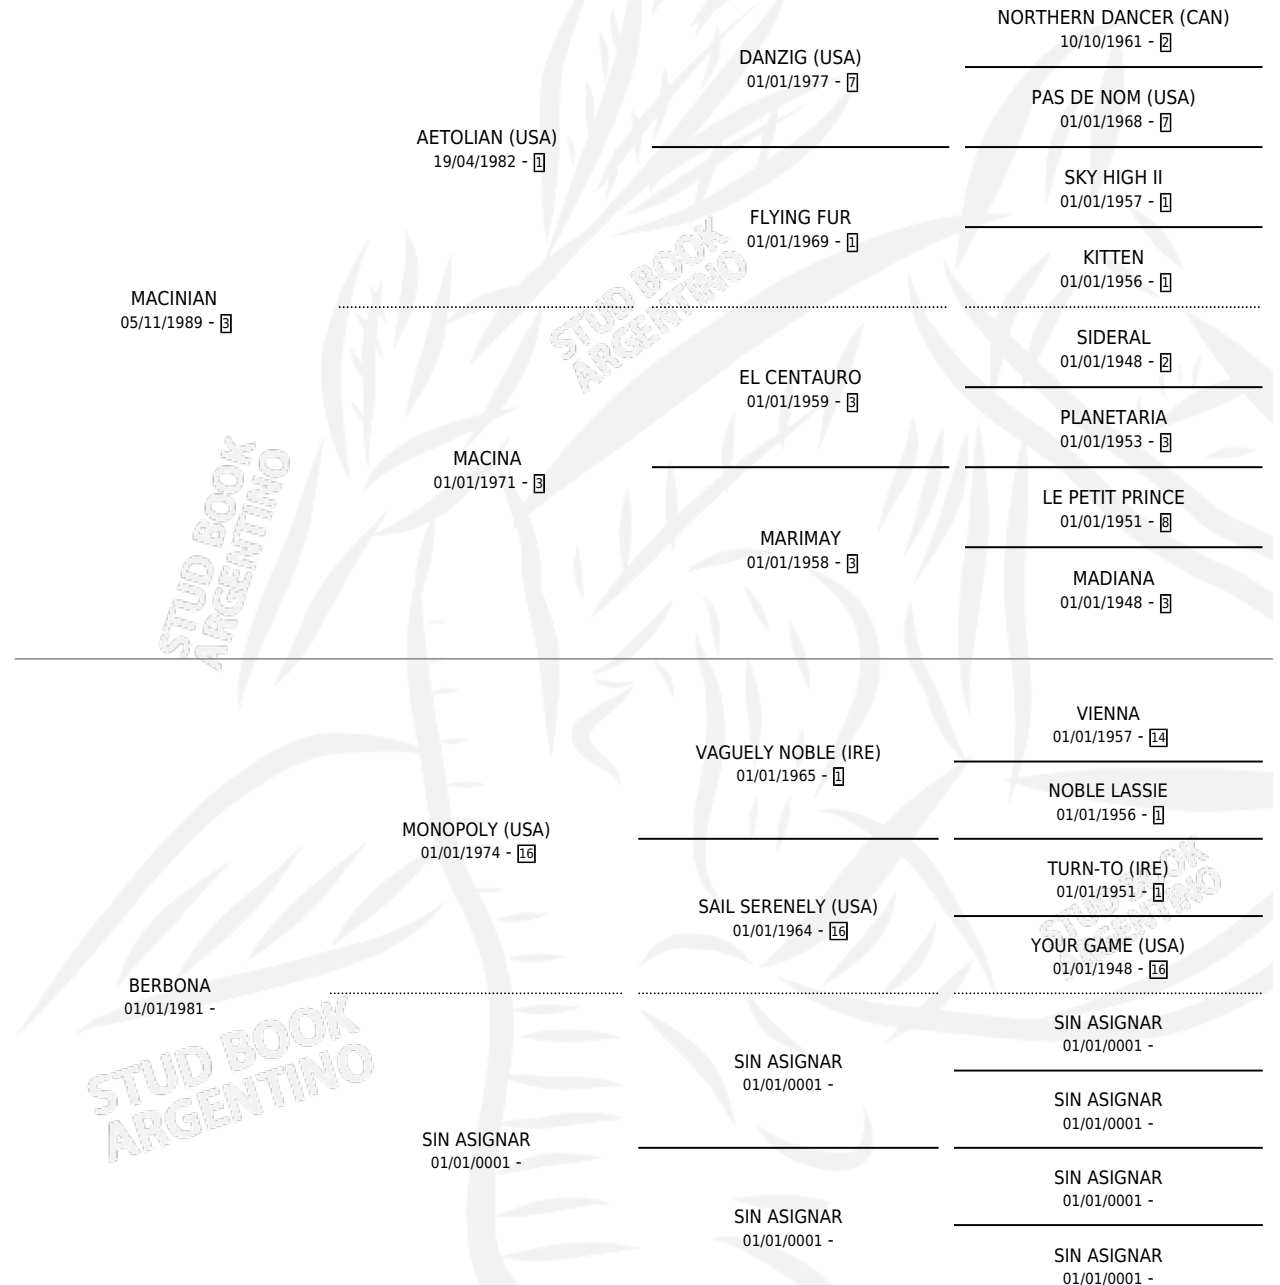 NORTHERN DANCER (CAN)
10/10/1961 - 2
DANZIG (USA)
01/01/1977 - 7
PAS DE NOM (USA)
01/01/1968 - 7
AETOLIAN (USA)
19/04/1982 - 1
SKY HIGH II
01/01/1957 - 1
FLYING FUR
01/01/1969 - 1
KITTEN
01/01/1956 - 1
MACINIAN
05/11/1989 - 3
SIDERAL
01/01/1948 - 2
EL CENTAURO
01/01/1959 - 3
PLANETARIA
01/01/1953 - 3
MACINA
01/01/1971 - 3
LE PETIT PRINCE
01/01/1951 - 8
MARIMAY
01/01/1958 - 3
MADIANA
01/01/1948 - 3
VIENNA
01/01/1957 - 14
VAGUELY NOBLE (IRE)
01/01/1965 - 1
NOBLE LASSIE
01/01/1956 - 1
MONOPOLY (USA)
01/01/1974 - 16
TURN-TO (IRE)
01/01/1951 - 1
SAIL SERENELY (USA)
01/01/1964 - 16
YOUR GAME (USA)
01/01/1948 - 16
BERBONA
01/01/1981 -
SIN ASIGNAR
01/01/0001 -
SIN ASIGNAR
01/01/0001 -
SIN ASIGNAR
01/01/0001 -
SIN ASIGNAR
01/01/0001 -
SIN ASIGNAR
01/01/0001 -
SIN ASIGNAR
01/01/0001 -
SIN ASIGNAR
01/01/0001 -
STUD BOOK
ARGENTINO
STUD BOOK
ARGENTINO
STUD BOOK
ARGENTINO
STUD BOOK
ARGENTINO